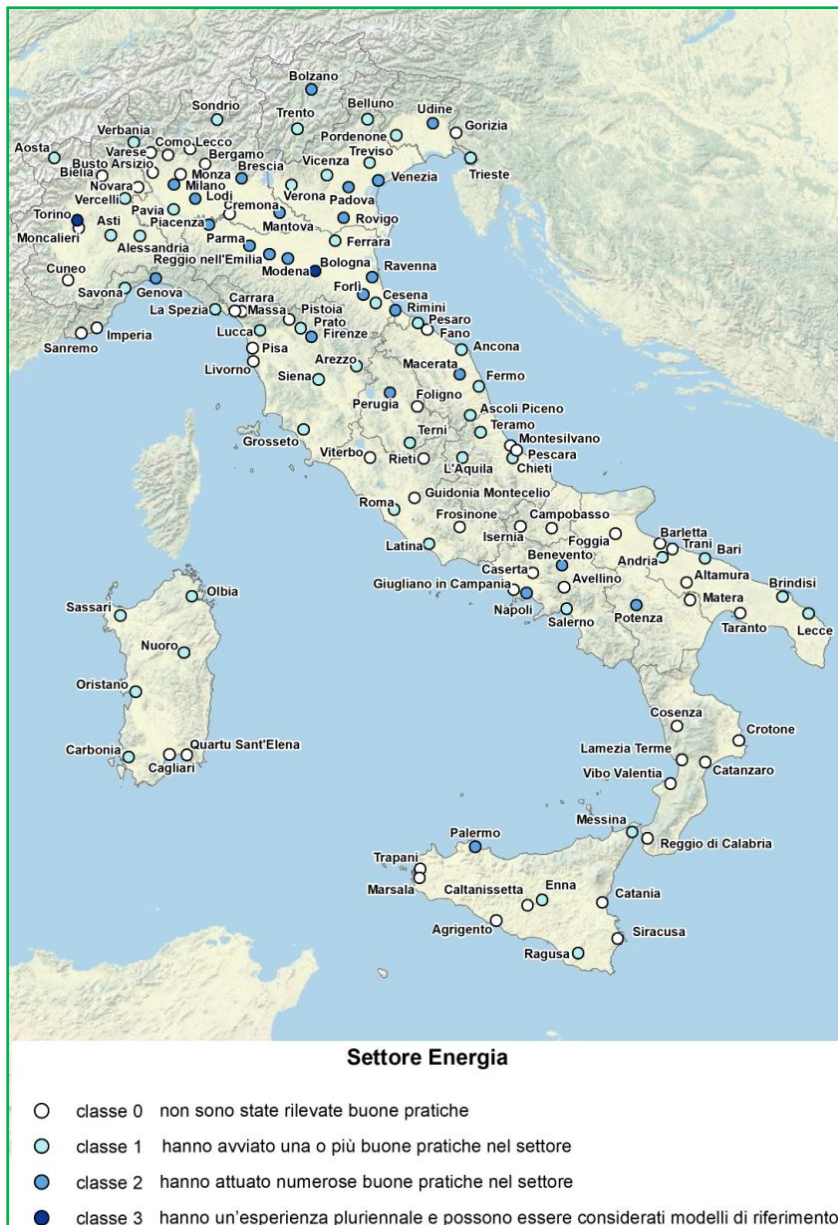 Bolzano
Sondrio
Belluno
Udine
Trento
Gorizia
Verbania
Pordenone
Aosta
Varese
Como
Lecco
Treviso
Busto Arsizio
Bergamo
Vicenza
Biella
Monza
Brescia
Trieste
Novara
Milano
Verona
Venezia
Vercelli
Lodi
Padova
Torino
Asti
Pavia
Cremona
Rovigo
Piacenza
Mantova
Moncalieri
Alessandria
Parma
Ferrara
Reggio nell'Emilia
Bologna
Cuneo
Modena
Ravenna
Savona
Genova
Carrara
Forlì
Cesena
La Spezia
Massa
Pistoia
Rimini
Imperia
Lucca
Prato
Pesaro
Sanremo
Pisa
Firenze
Fano
Livorno
Arezzo
Macerata
Ancona
Siena
Fermo
Perugia
Foligno
Ascoli Piceno
Grosseto
Terni
Teramo
Viterbo
Rieti
Montesilvano
L'Aquila
Pescara
Chieti
Guidonia Montecelio
Roma
Frosinone
Campobasso
Isernia
Foggia
Barletta
Latina
Trani
Benevento
Andria
Bari
Caserta
Avellino
Altamura
Giugliano in Campania
Brindisi
Olbia
Matera
Sassari
Napoli
Salerno
Potenza
Taranto
Lecce
Nuoro
Oristano
Cosenza
Crotone
Carbonia
Quartu Sant'Elena
Lamezia Terme
Cagliari
Vibo Valentia
Catanzaro
Messina
Palermo
Reggio di Calabria
Trapani
Marsala
Caltanissetta
Enna
Catania
Agrigento
Siracusa
Ragusa
Settore Energia
classe 0 non sono state rilevate buone pratiche
classe 1 hanno avviato una o più buone pratiche nel settore
classe 2 hanno attuato numerose buone pratiche nel settore
classe 3 hanno un'esperienza pluriennale e possono essere considerati modelli di riferimento